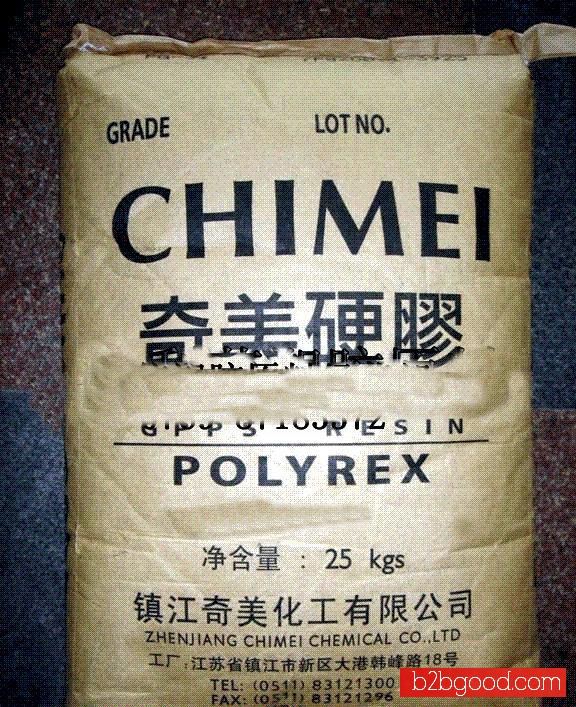 GRADE LOT NO.
CHIMEI
奇美硬膠
GPPS RESIN
POLYREX
净含量 : 25 kgs
镇江奇美化工有限公司
ZHENJIANG CHIMEI CHEMICAL CO.,LTD
工厂:江苏省镇江市新区大港韩峰路18号
TEL: (0511) 83121300
FAX: (0511) 83121296
b2bgood.com